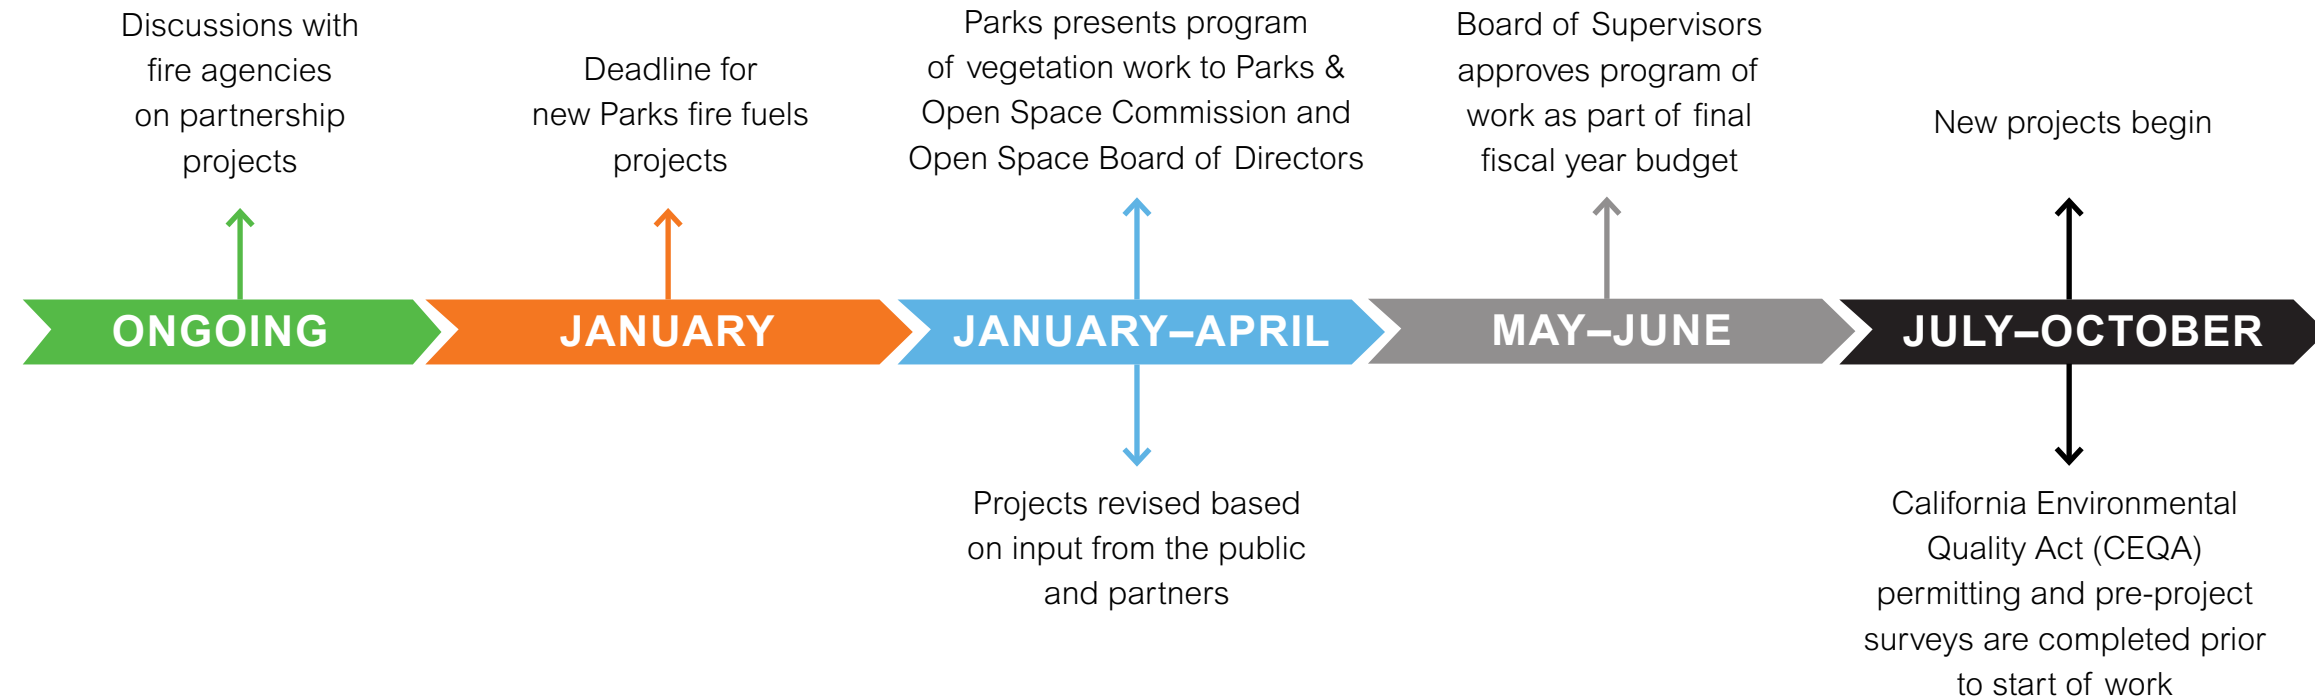 Discussions with
fire agencies
on partnership
projects
Deadline for
new Parks fire fuels
projects
Parks presents program
of vegetation work to Parks &
Open Space Commission and
Open Space Board of Directors
Board of Supervisors
approves program of
work as part of final
fiscal year budget
New projects begin
ONGOING
JANUARY
JANUARY–APRIL
MAY–JUNE
JULY–OCTOBER
Projects revised based
on input from the public
and partners
California Environmental
Quality Act (CEQA)
permitting and pre-project
surveys are completed prior
to start of work